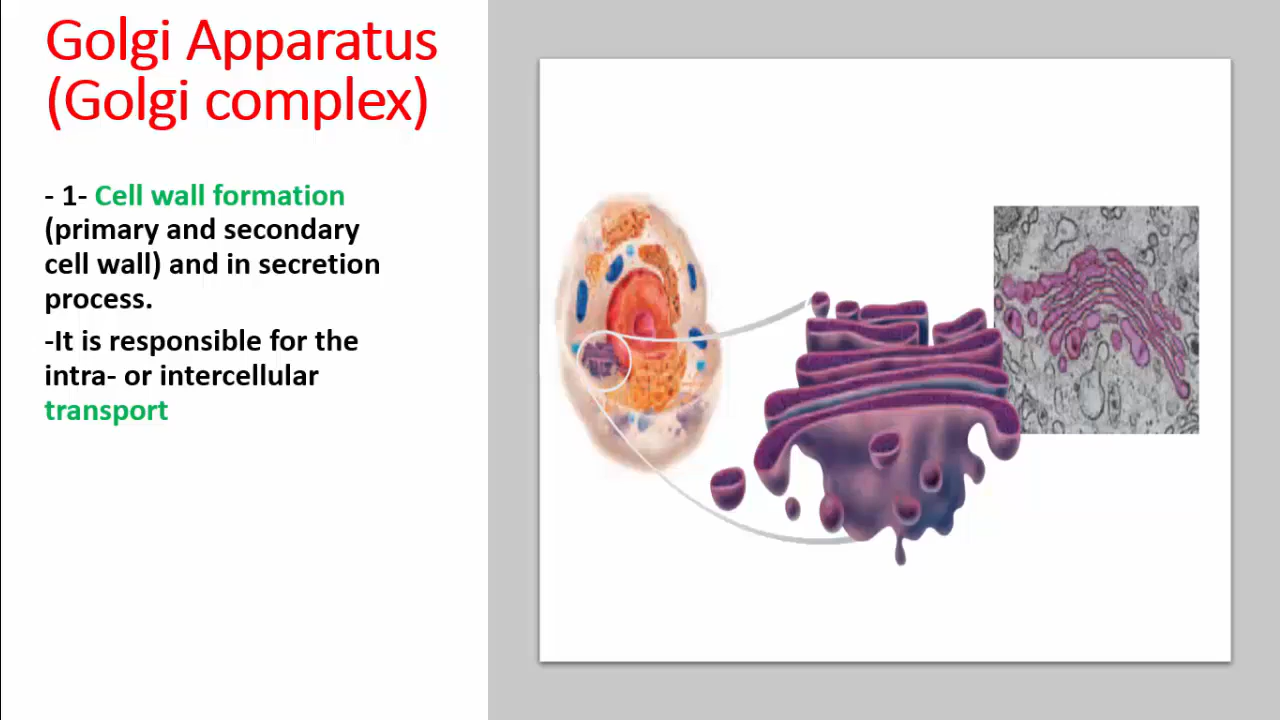 Golgi Apparatus
(Golgi complex)
- 1- Cell wall formation
(primary and secondary
cell wall) and in secretion
process.
-It is responsible for the
intra- or intercellular
transport